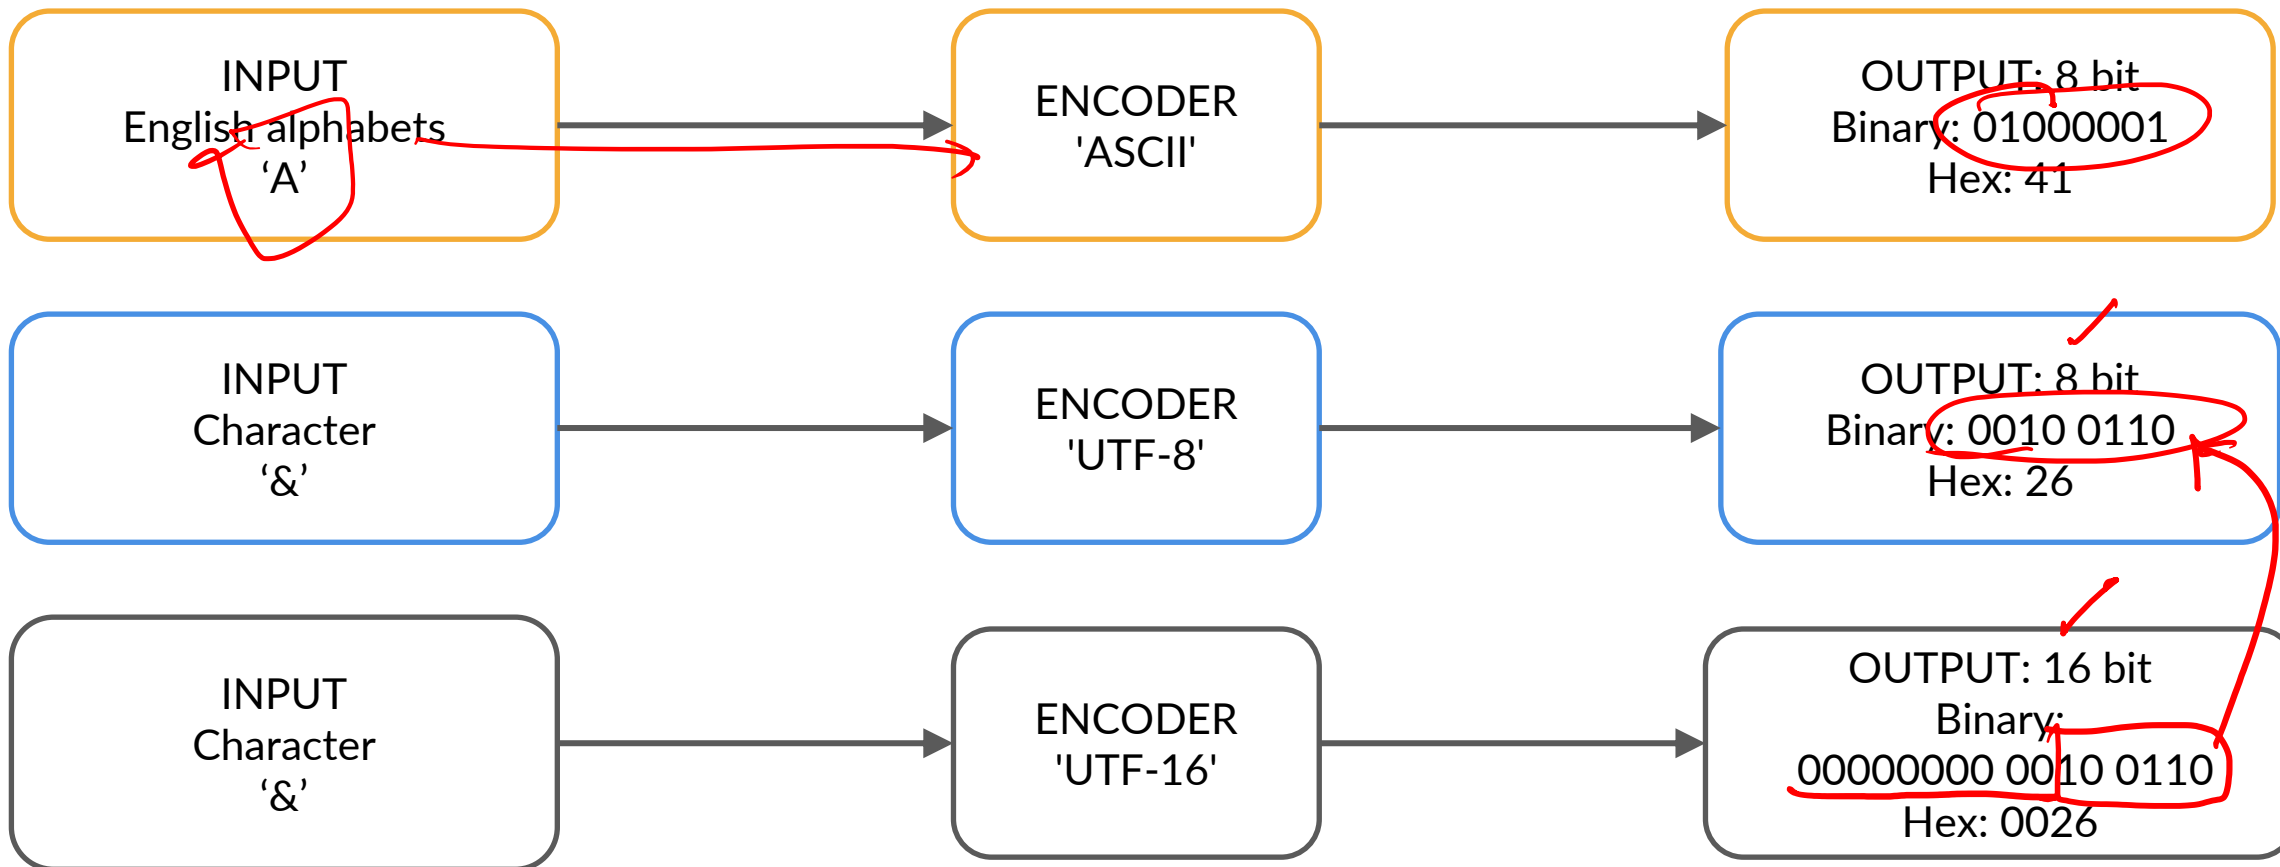 INPUT
English alphabets
‘A’
ENCODER
'ASCII'
OUTPUT: 8 bit
Binary: 01000001
Hex: 41
INPUT
Character
‘&’
ENCODER
'UTF-8'
OUTPUT: 8 bit
Binary: 0010 0110
Hex: 26
INPUT
Character
‘&’
ENCODER
'UTF-16'
OUTPUT: 16 bit
Binary:
00000000 0010 0110
Hex: 0026